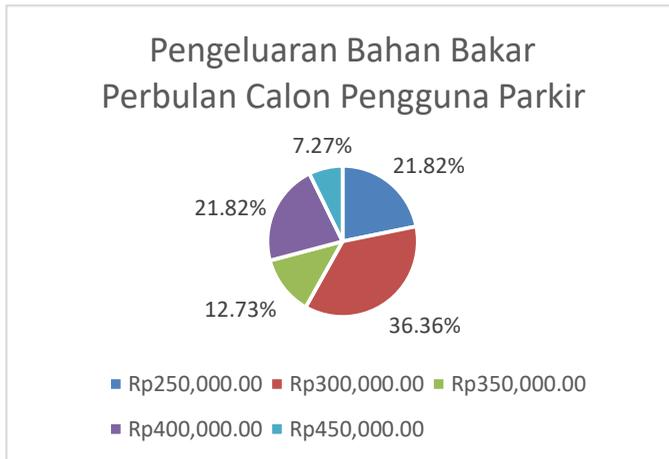 Pengeluaran Bahan Bakar
Perbulan Calon Pengguna Parkir
7.27%
21.82%
21.82%
12.73%
36.36%
Rp250,000.00 Rp300,000.00 Rp350,000.00
Rp400,000.00 Rp450,000.00